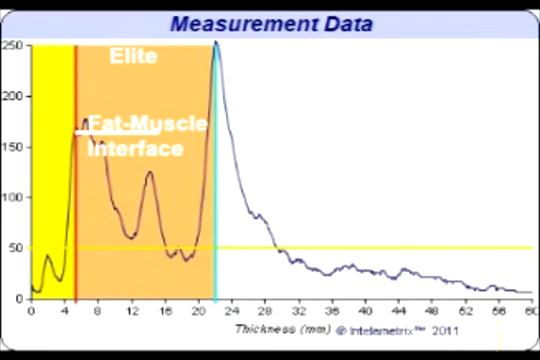 Measurement Data
250
Elite
200
Fat-Muscle
150
Interface
100
50
0
0 4 8 12 16 20 24 28 32 36 40 44 48 52 56 60
Thickness (mm) @ Intelametrix™ 2011